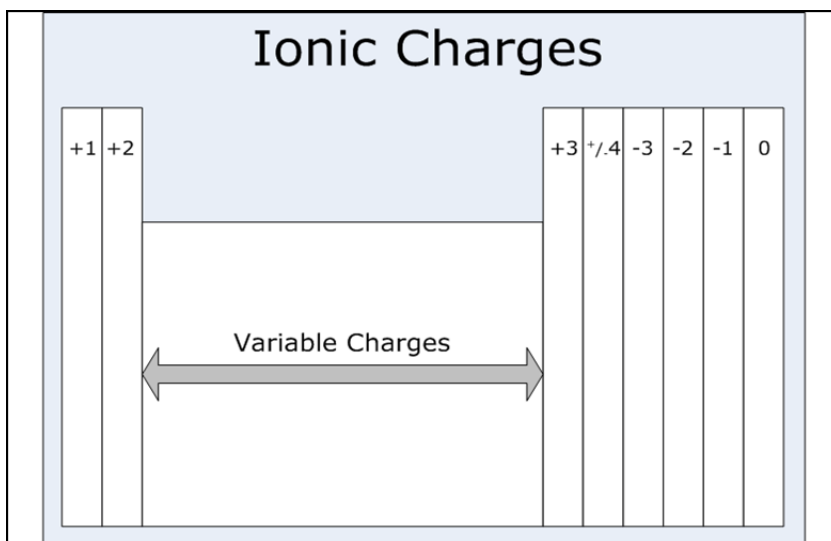 Ionic Charges
+1 +2 +3 +/-4 -3 -2 -1 0
Variable Charges